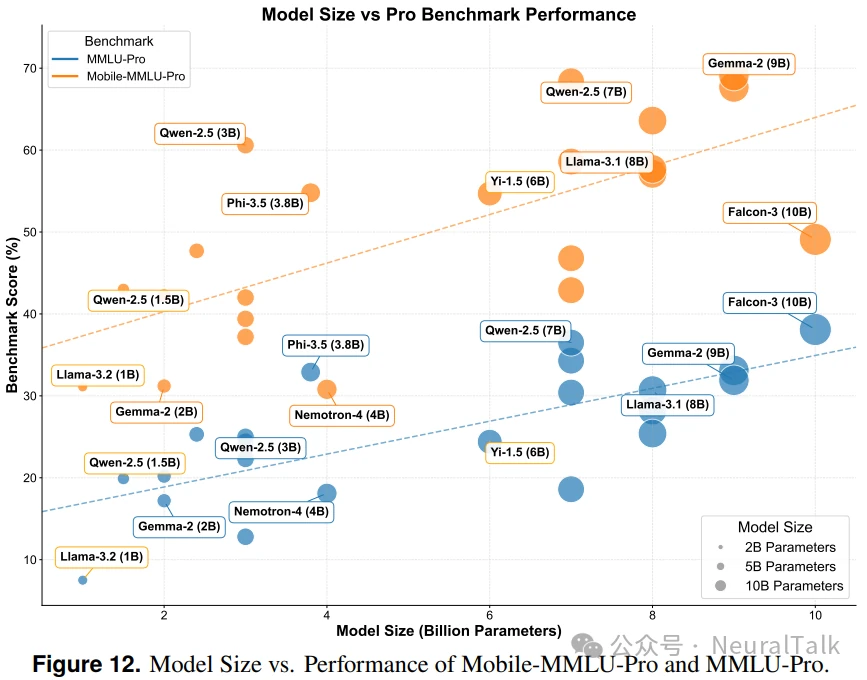 Model Size vs Pro Benchmark Performance
Benchmark
MMLU-Pro
Mobile-MMLU-Pro
Benchmark Score (%)
70
60
50
40
30
20
10
Gemma-2 (9B)
Qwen-2.5 (7B)
Qwen-2.5 (3B)
Llama-3.1 (8B)
Yi-1.5 (6B)
Phi-3.5 (3.8B)
Falcon-3 (10B)
Qwen-2.5 (1.5B)
Falcon-3 (10B)
Qwen-2.5 (7B)
Phi-3.5 (3.8B)
Gemma-2 (9B)
Llama-3.2 (1B)
Gemma-2 (2B)
Nemotron-4 (4B)
Llama-3.1 (8B)
Qwen-2.5 (3B)
Yi-1.5 (6B)
Qwen-2.5 (1.5B)
Nemotron-4 (4B)
Gemma-2 (2B)
Llama-3.2 (1B)
Model Size
2B Parameters
5B Parameters
10B Parameters
2 4 6 8 10
Model Size (Billion Parameters)
公众号 · NeuralTalk
Figure 12. Model Size vs. Performance of Mobile-MMLU-Pro and MMLU-Pro.